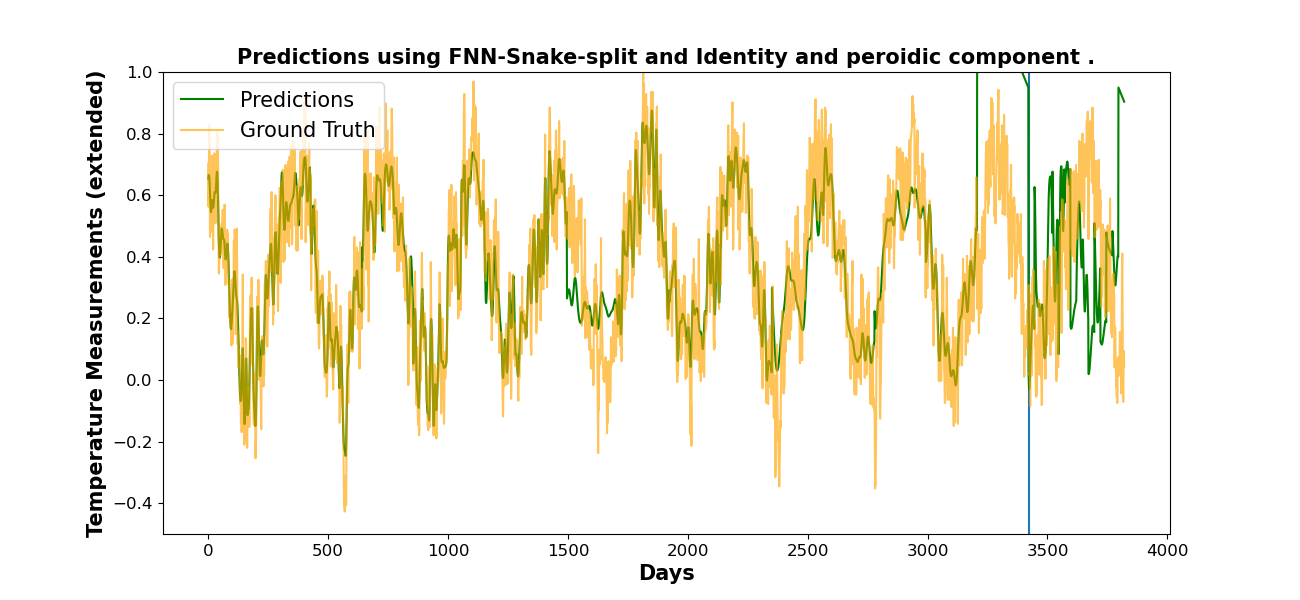 Predictions using FNN-Snake-split and Identity and peroidic component .
Temperature Measurements (extended)
1.0
0.8
0.6
0.4
0.2
0.0
−0.2
−0.4
Predictions
Ground Truth
0 500 1000 1500 2000 2500 3000 3500 4000
Days